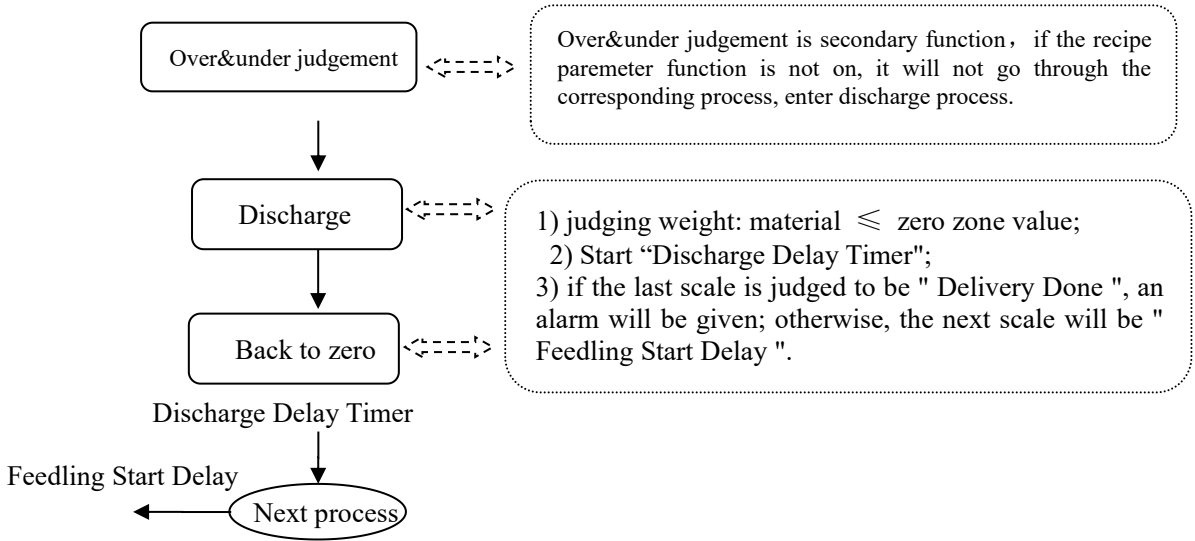 Over&under judgement
Over&under judgement is secondary function，if the recipe
paremeter function is not on, it will not go through the
corresponding process, enter discharge process.
Discharge
1) judging weight: material ≤ zero zone value;
2) Start “Discharge Delay Timer";
3) if the last scale is judged to be " Delivery Done ", an
alarm will be given; otherwise, the next scale will be "
Feedling Start Delay ".
Back to zero
Discharge Delay Timer
Feedling Start Delay
Next process